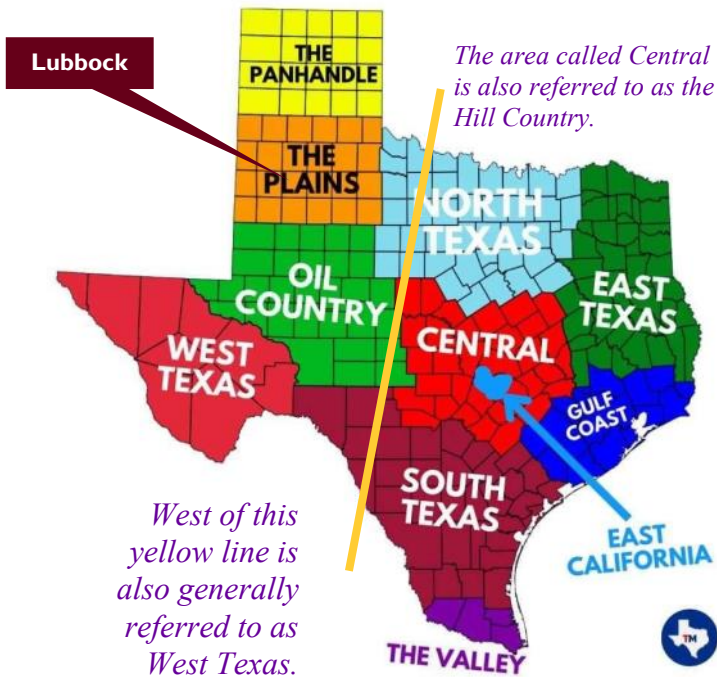 Lubbock
THE
PANHANDLE
The area called Central
is also referred to as the
Hill Country.
THE
PLAINS
NORTH
TEXAS
OIL
COUNTRY
EAST
TEXAS
WEST
TEXAS
CENTRAL
GULF
COAST
SOUTH
TEXAS
EAST
CALIFORNIA
West of this
yellow line is
also generally
referred to as
West Texas.
THE VALLEY
TM